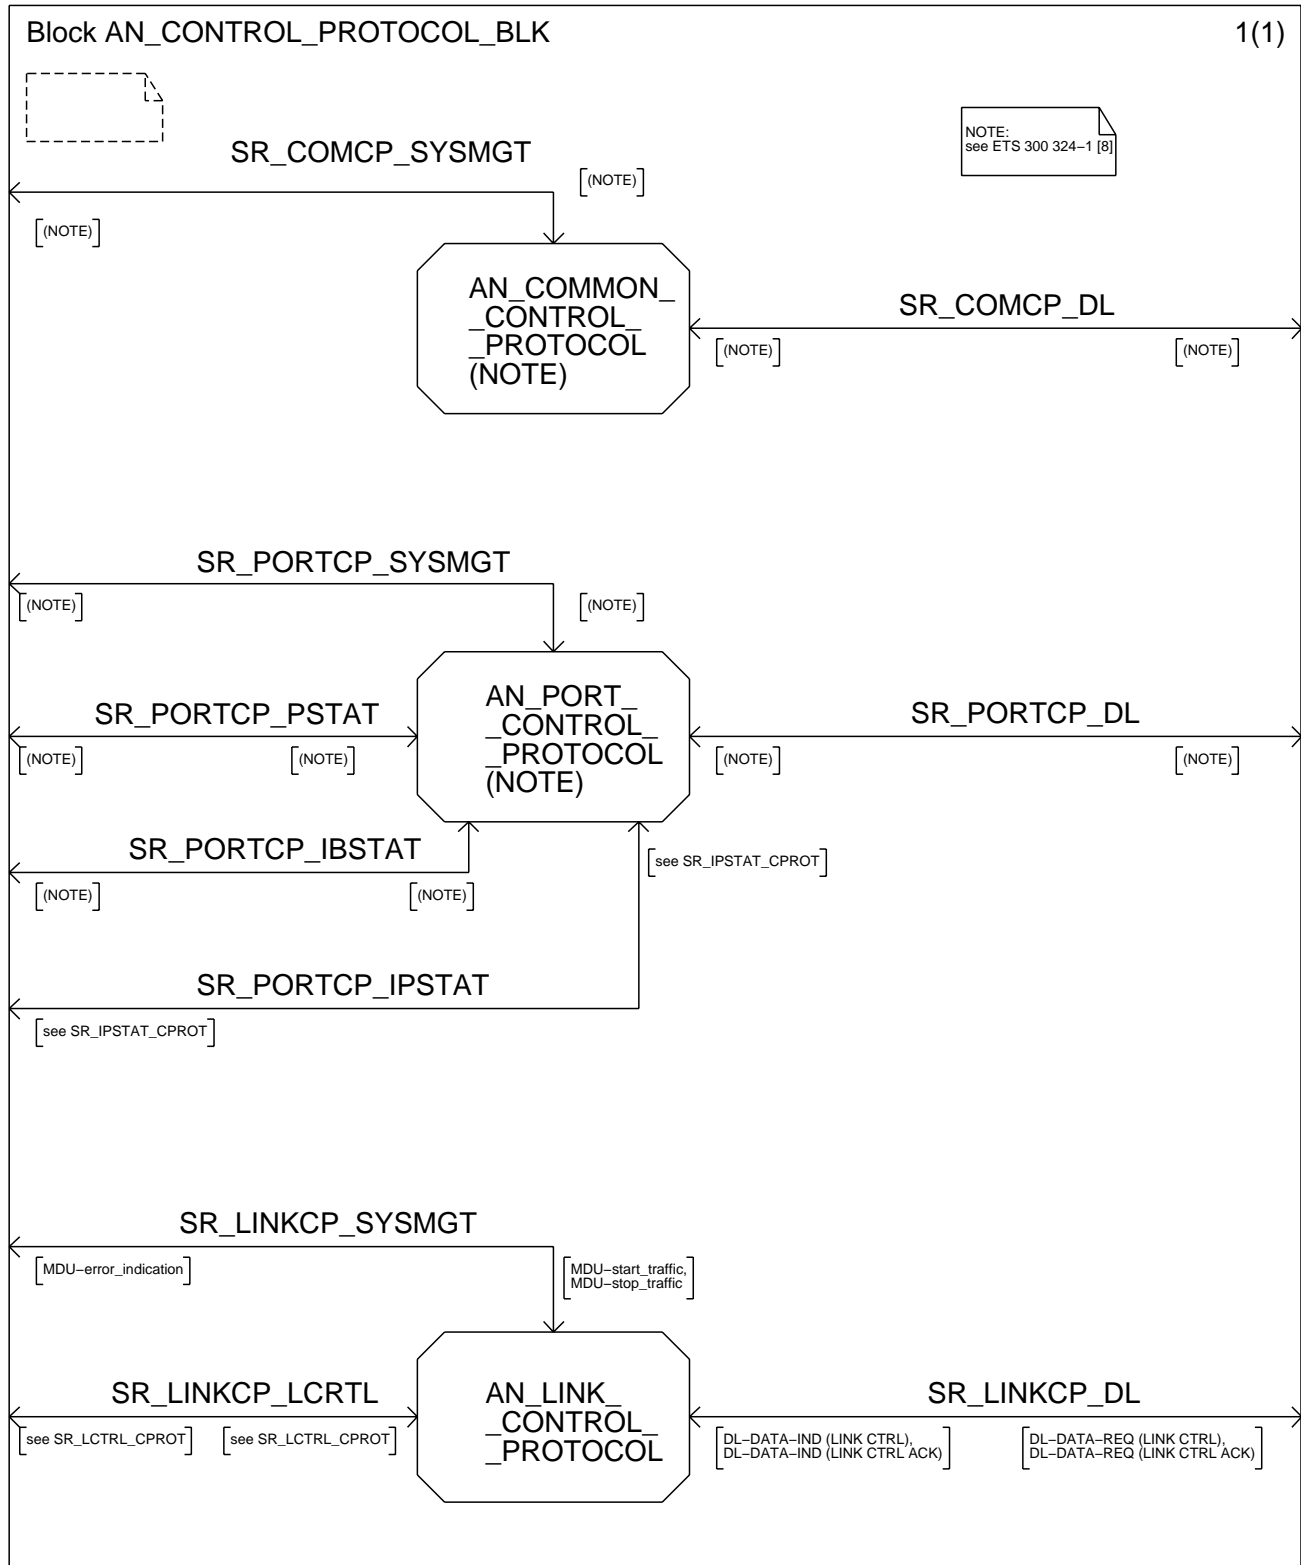 Block AN_CONTROL_PROTOCOL_BLK
1(1)
NOTE:
see ETS 300 324−1 [8]
SR_COMCP_SYSMGT
(NOTE)
(NOTE)
AN_COMMON_
_CONTROL_
_PROTOCOL
(NOTE)
SR_COMCP_DL
(NOTE)
(NOTE)
SR_PORTCP_SYSMGT
(NOTE)
(NOTE)
SR_PORTCP_PSTAT
(NOTE)
(NOTE)
AN_PORT_
_CONTROL_
_PROTOCOL
(NOTE)
SR_PORTCP_DL
(NOTE)
(NOTE)
SR_PORTCP_IBSTAT
(NOTE)
(NOTE)
see SR_IPSTAT_CPROT
SR_PORTCP_IPSTAT
see SR_IPSTAT_CPROT
SR_LINKCP_SYSMGT
MDU−error_indication
MDU−start_traffic,
MDU−stop_traffic
SR_LINKCP_LCRTL
see SR_LCTRL_CPROT
see SR_LCTRL_CPROT
AN_LINK_
_CONTROL_
_PROTOCOL
SR_LINKCP_DL
DL−DATA−IND (LINK CTRL),
DL−DATA−IND (LINK CTRL ACK)
DL−DATA−REQ (LINK CTRL),
DL−DATA−REQ (LINK CTRL ACK)